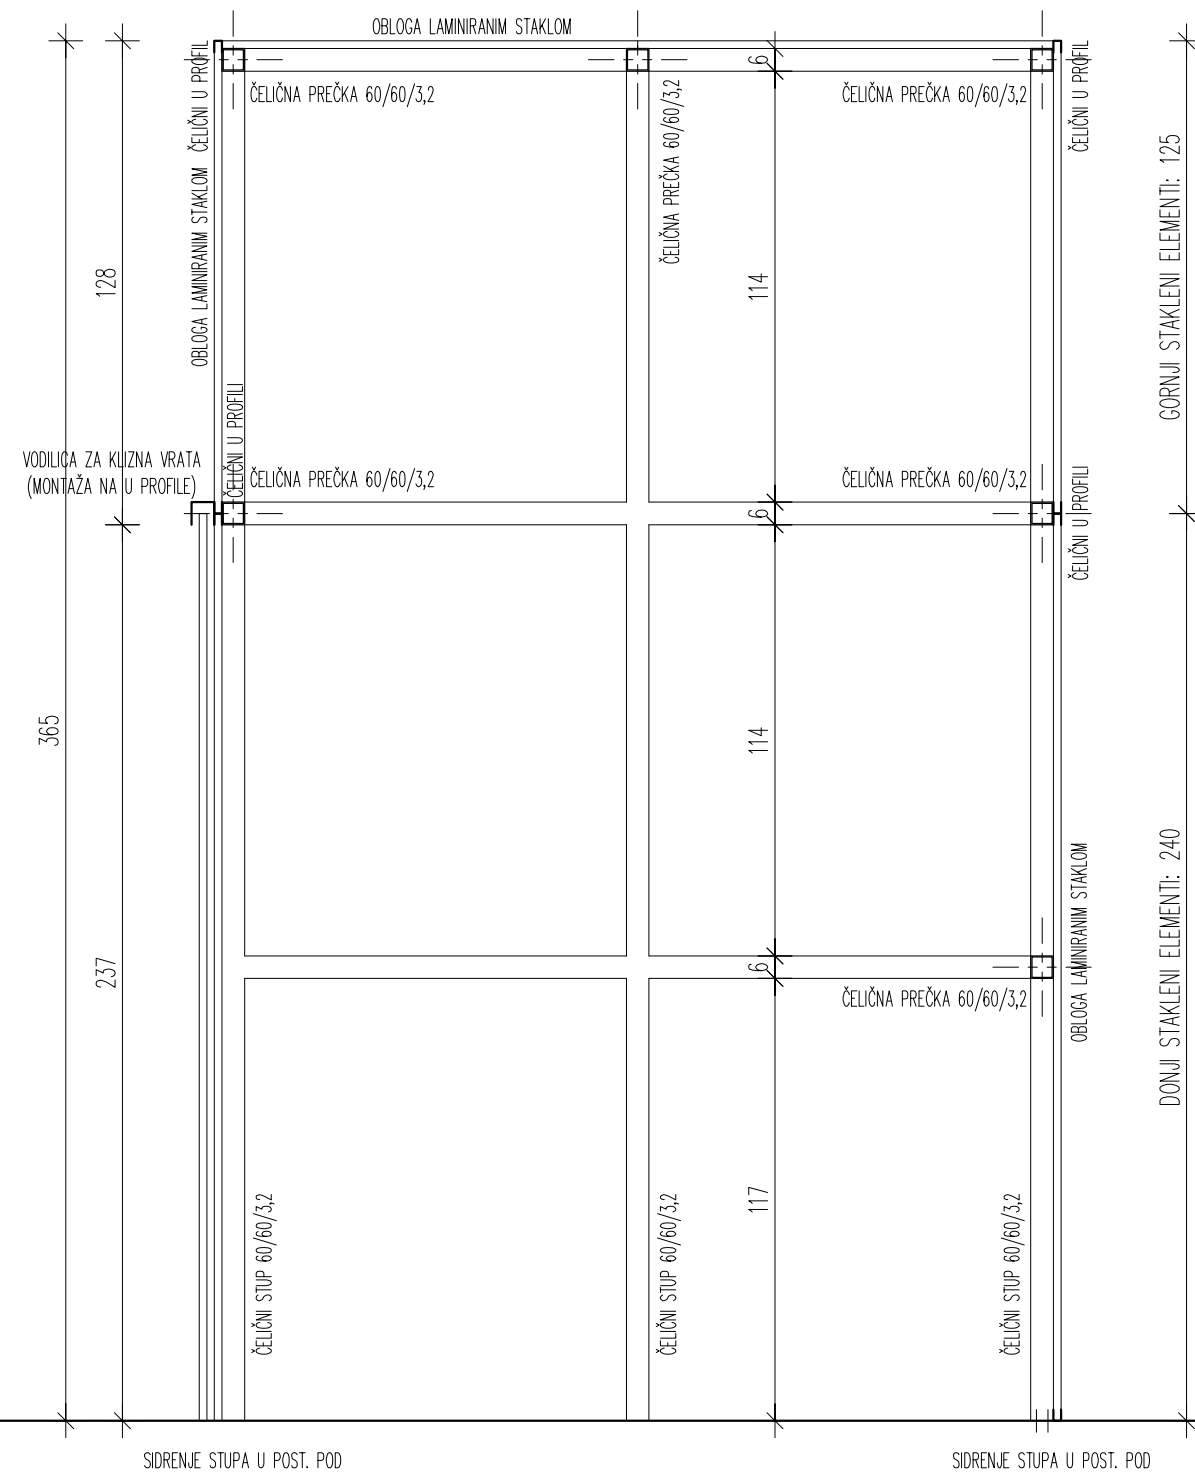 OBLOGA LAMINIRANIM STAKLOM
ČELIČNI U PROFIL
6
ČELIČNI U PROFIL
ČELIČNA PREČKA 60/60/3,2
ČELIČNA PREČKA 60/60/3,2
ČELIČNA PREČKA 60/60/3,2
OBLOGA LAMINIRANIM STAKLOM
128
114
GORNJI STAKLENI ELEMENTI: 125
ČELIČNI U PROFILI
VODILICA ZA KLIZNA VRATA
(MONTAŽA NA U PROFILE)
ČELIČNA PREČKA 60/60/3,2
ČELIČNA PREČKA 60/60/3,2
6
ČELIČNI U PROFILI
365
114
237
6
ČELIČNA PREČKA 60/60/3,2
OBLOGA LAMINIRANIM STAKLOM
DONJI STAKLENI ELEMENTI: 240
117
ČELIČNI STUP 60/60/3,2
ČELIČNI STUP 60/60/3,2
ČELIČNI STUP 60/60/3,2
SIDRENJE STUPA U POST. POD
SIDRENJE STUPA U POST. POD